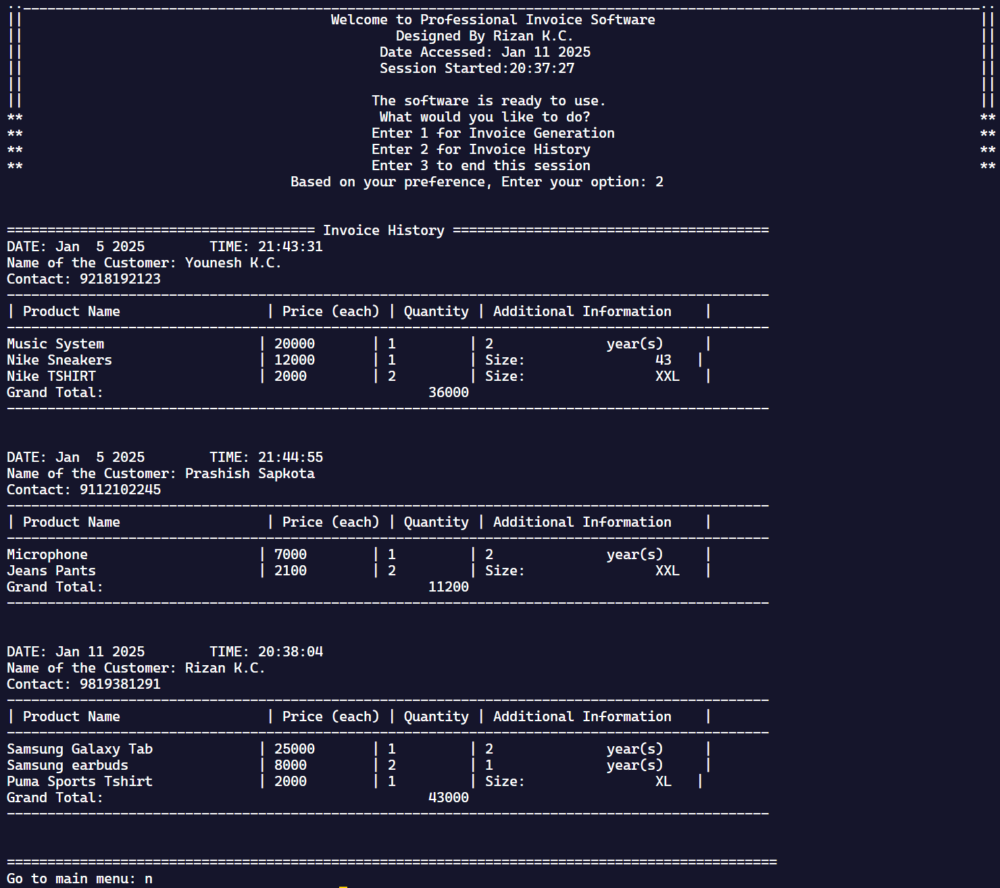 ::______________________________________________________________________________________________________________________::
||                                      Welcome to Professional Invoice Software                                        ||
||                                              Designed By Rizan K.C.                                                  ||
||                                            Date Accessed: Jan 11 2025                                                ||
||                                            Session Started:20:37:27                                                  ||
||                                                                                                                      ||
||                                           The software is ready to use.                                              ||
**                                            What would you like to do?                                                **
**                                           Enter 1 for Invoice Generation                                             **
**                                           Enter 2 for Invoice History                                                **
**                                           Enter 3 to end this session                                                **
                                   Based on your preference, Enter your option: 2
====================================== Invoice History =======================================
DATE: Jan  5 2025        TIME: 21:43:31
Name of the Customer: Younesh K.C.
Contact: 9218192123
----------------------------------------------------------------------------------------------
| Product Name                  | Price (each) | Quantity | Additional Information    |
----------------------------------------------------------------------------------------------
Music System                   | 20000       | 1         | 2              year(s)     |
Nike Sneakers                  | 12000       | 1         | Size:                43   |
Nike TSHIRT                    | 2000        | 2         | Size:                XXL   |
Grand Total:                                        36000
----------------------------------------------------------------------------------------------
DATE: Jan  5 2025        TIME: 21:44:55
Name of the Customer: Prashish Sapkota
Contact: 9112102245
----------------------------------------------------------------------------------------------
| Product Name                  | Price (each) | Quantity | Additional Information    |
----------------------------------------------------------------------------------------------
Microphone                     | 7000        | 1         | 2              year(s)     |
Jeans Pants                    | 2100        | 2         | Size:                XXL   |
Grand Total:                                        11200
----------------------------------------------------------------------------------------------
DATE: Jan 11 2025        TIME: 20:38:04
Name of the Customer: Rizan K.C.
Contact: 9819381291
----------------------------------------------------------------------------------------------
| Product Name                  | Price (each) | Quantity | Additional Information    |
----------------------------------------------------------------------------------------------
Samsung Galaxy Tab             | 25000       | 1         | 2              year(s)     |
Samsung earbuds                | 8000        | 2         | 1              year(s)     |
Puma Sports Tshirt             | 2000        | 1         | Size:                XL   |
Grand Total:                                        43000
----------------------------------------------------------------------------------------------
===============================================================================================
Go to main menu: n